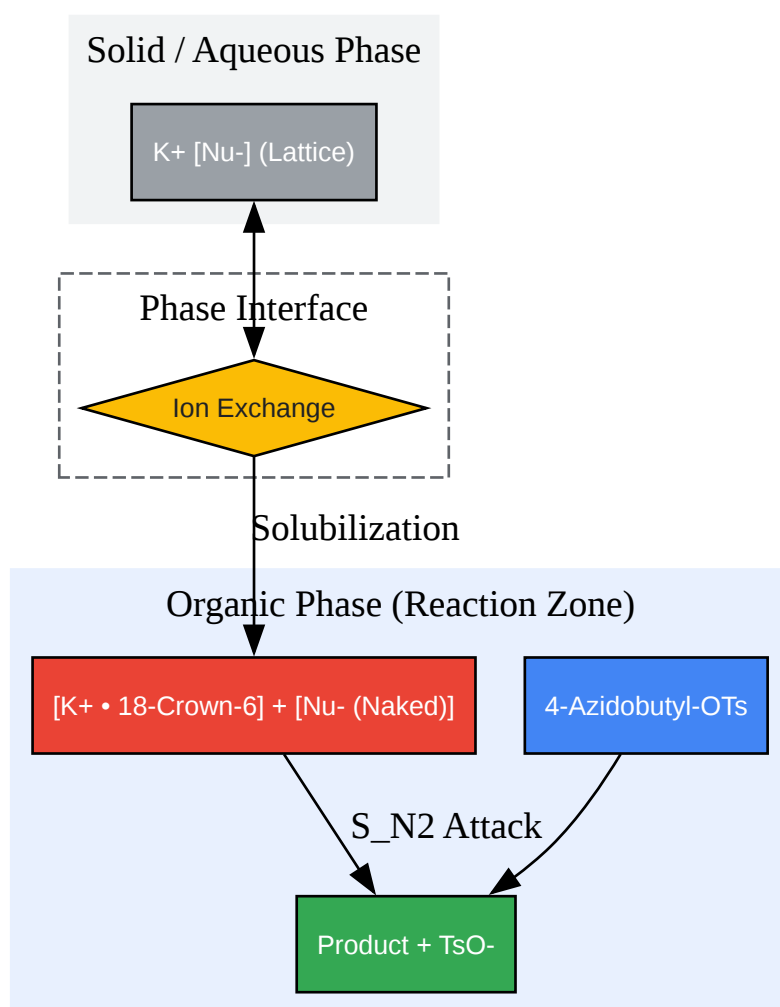 Solid / Aqueous Phase
K+ [Nu-] (Lattice)
Phase Interface
Ion Exchange
Solubilization
Organic Phase (Reaction Zone)
[K+ • 18-Crown-6] + [Nu- (Naked)]
4-Azidobutyl-OTs
S_N2 Attack
Product + TsO-